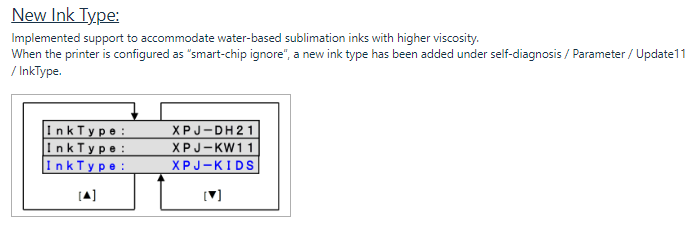 New Ink Type:
Implemented support to accommodate water-based sublimation inks with higher viscosity.
When the printer is configured as "smart-chip ignore", a new ink type has been added under self-diagnosis / Parameter / Update11
/ InkType.
InkType: XPJ-DH21
InkType: XPJ-KW11
InkType: XPJ-KIDS
[▲] [▼]